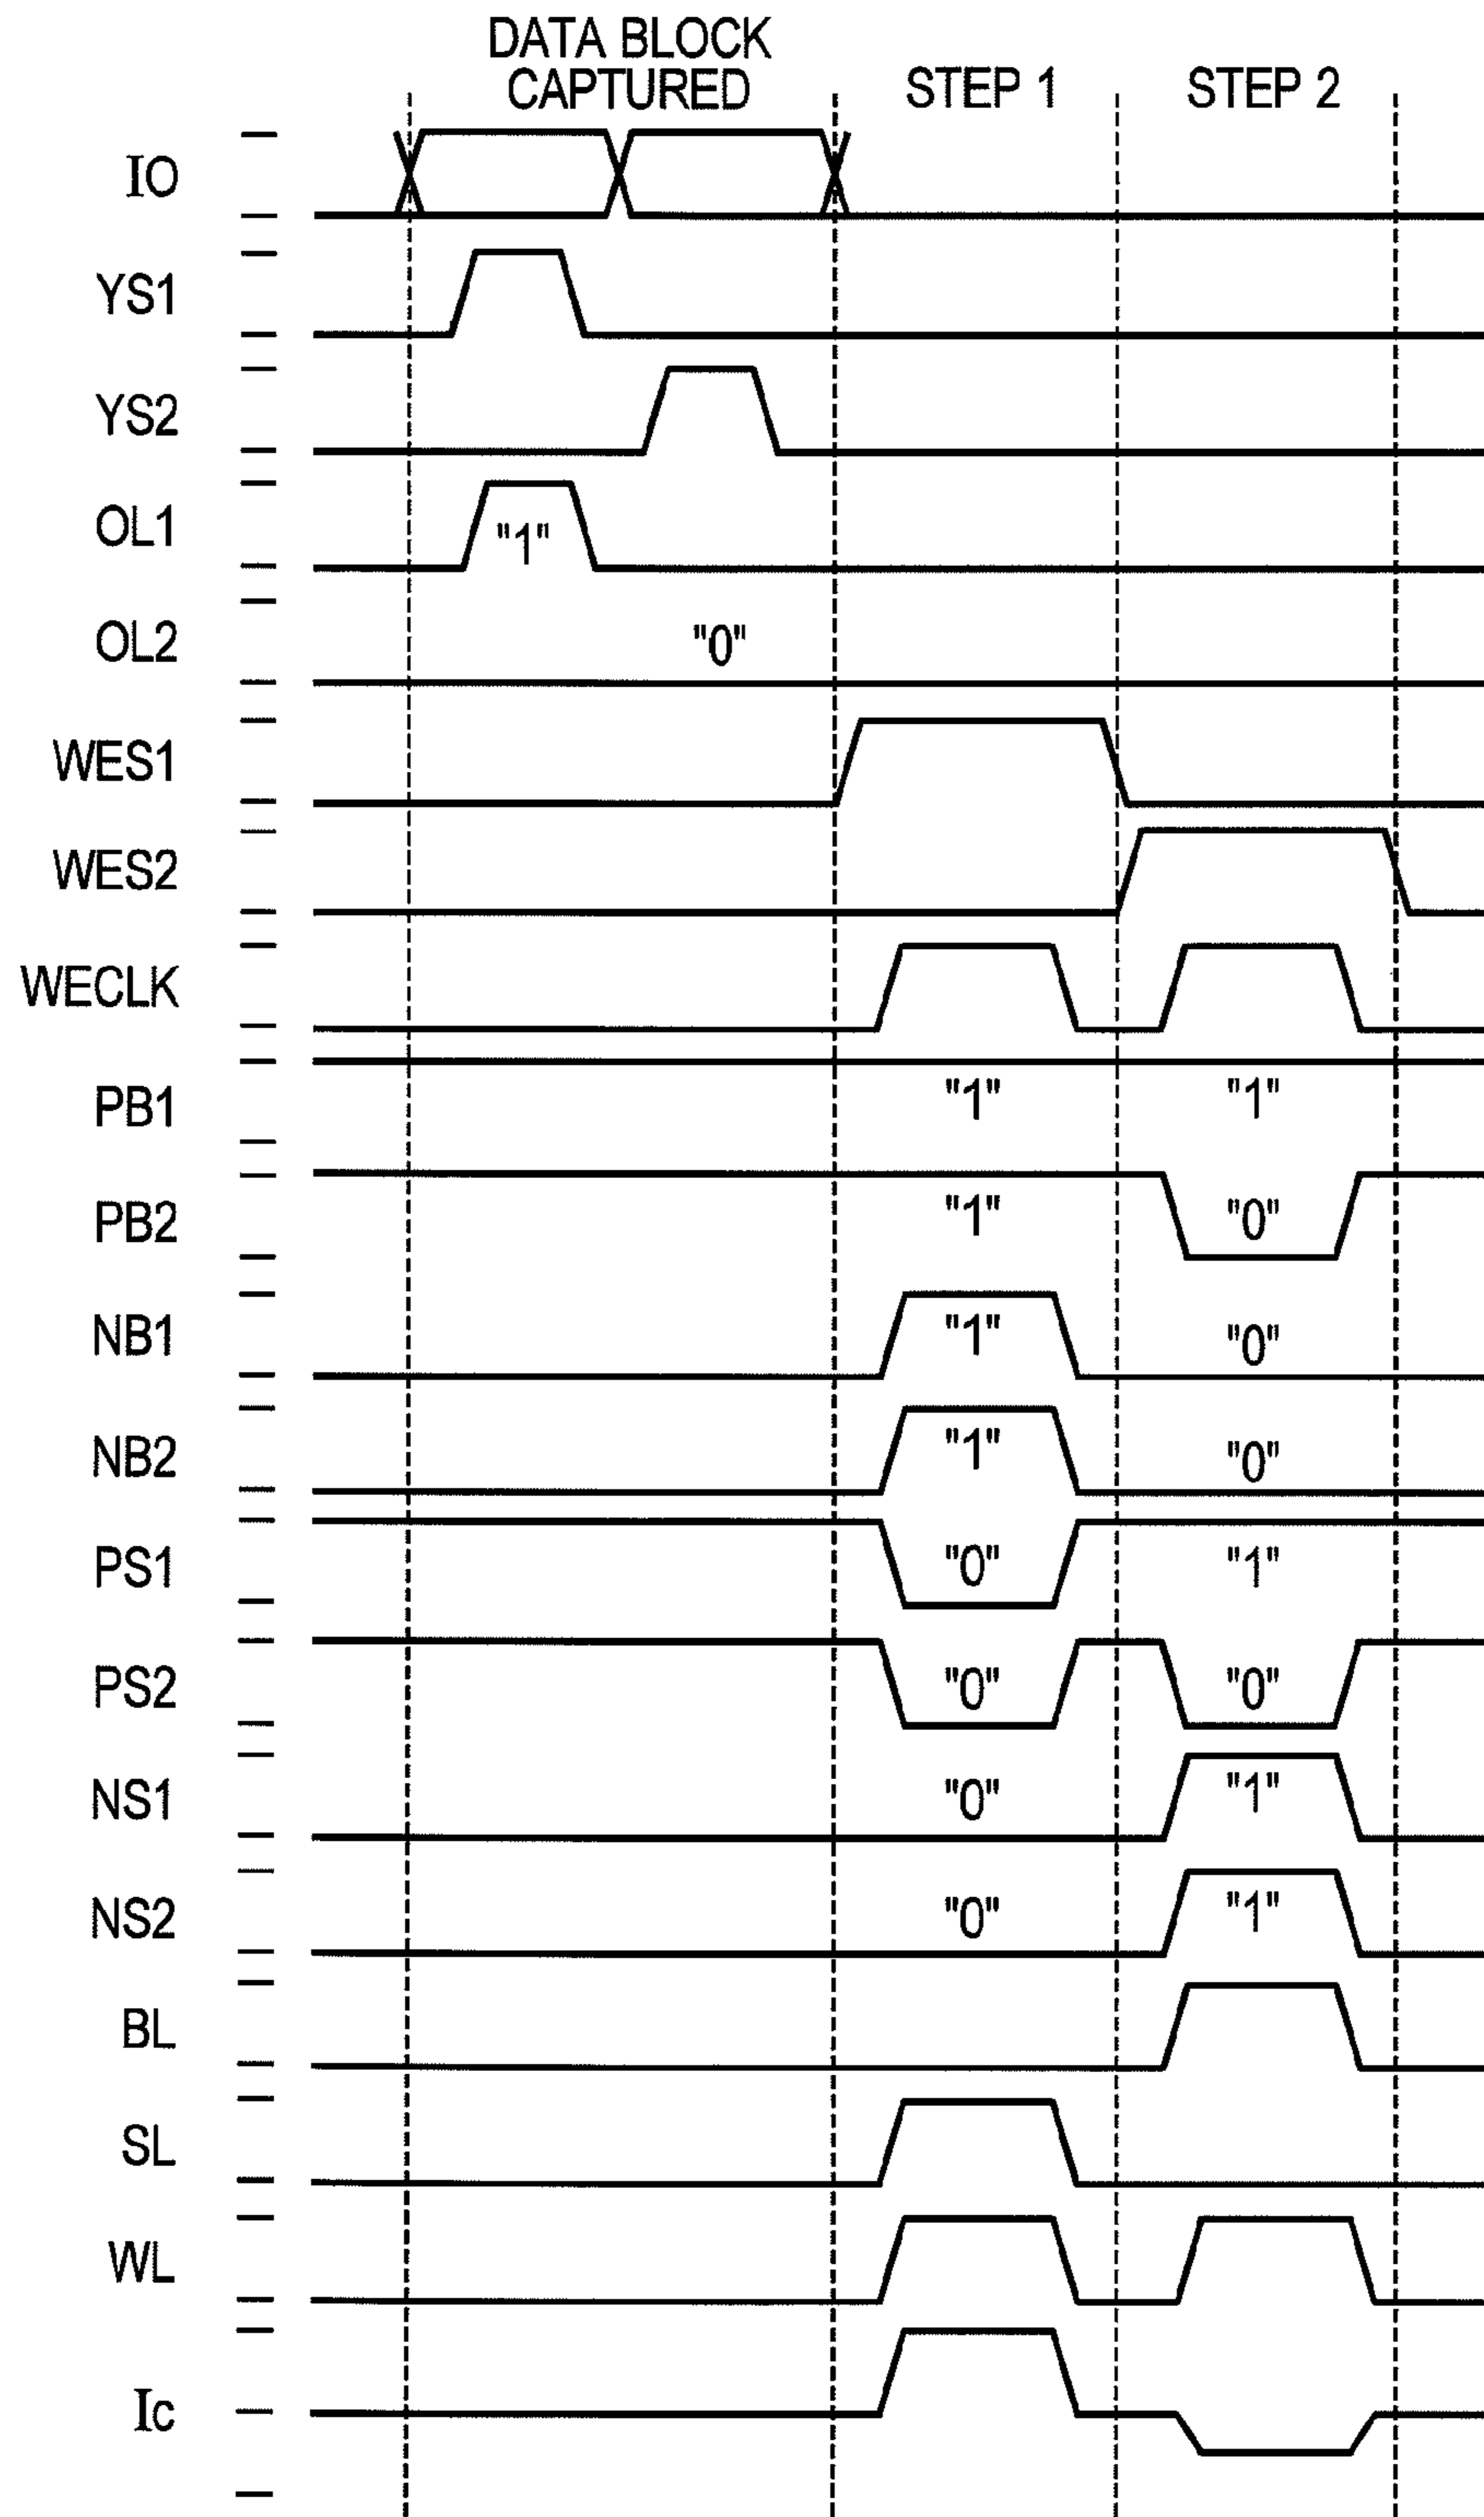 DATA BLOCK
CAPTURED
STEP 1
STEP 2
IO
YS1
YS2
OL1
"1"
OL2
"0"
WES1
WES2
WECLK
PB1
"1"
"1"
PB2
"1"
"0"
NB1
"1"
"0"
NB2
"1"
"0"
PS1
"0"
"1"
PS2
"0"
"0"
NS1
"0"
"1"
NS2
"0"
"1"
BL
SL
WL
Ic